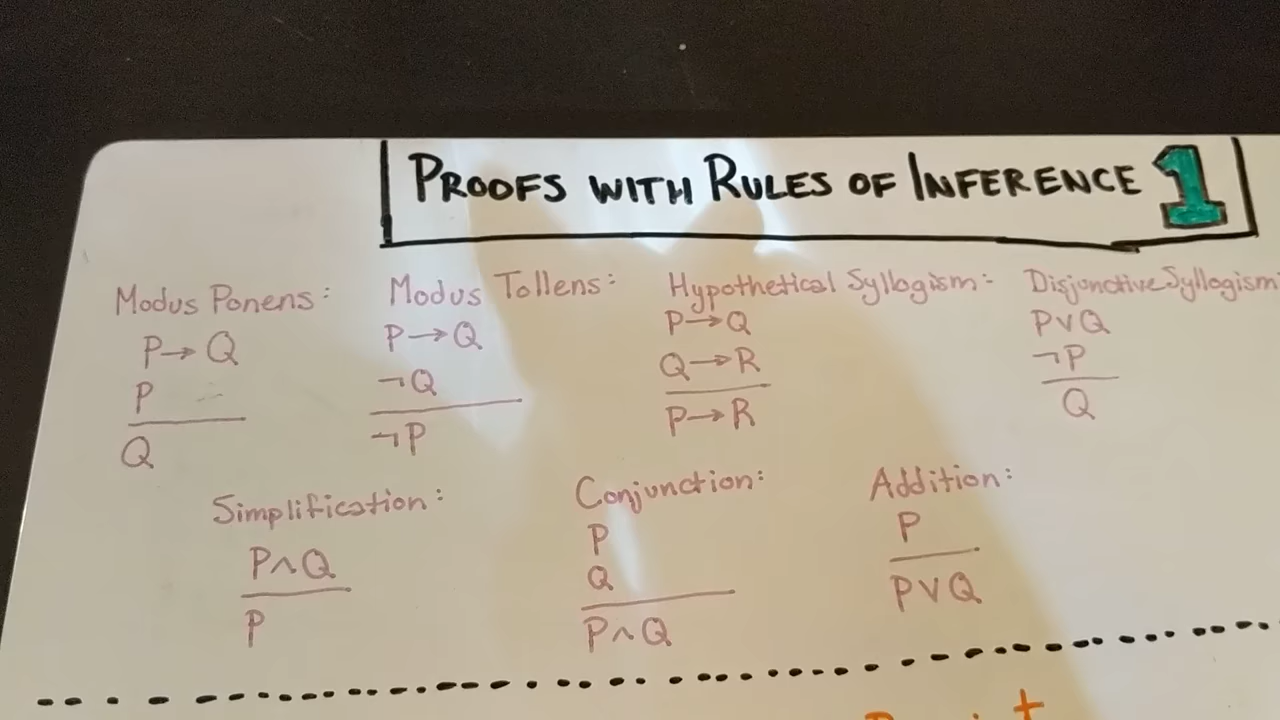 PROOFS WITH RULES OF INFERENCE 1
Modus Ponens:
P→Q
P
Q
Modus Tollens:
P→Q
¬Q
¬P
Hypothetical Syllogism:
P→Q
Q→R
P→R
Disjunctive Syllogism
P∨Q
¬P
Q
Simplification:
P∧Q
P
Conjunction:
P
Q
P∧Q
Addition:
P
P∨Q